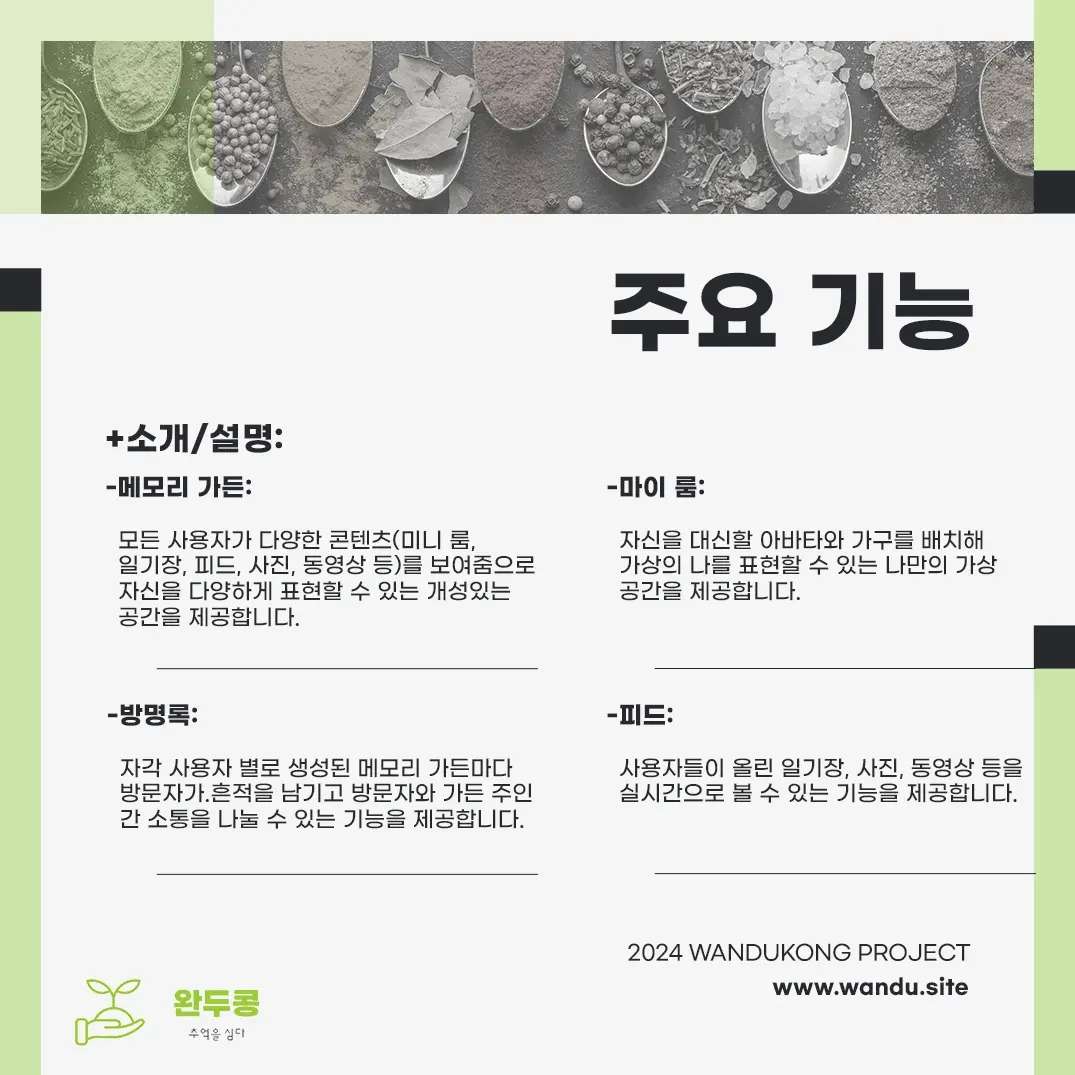 주요 기능
+소개/설명:
-메모리 가든:
모든 사용자가 다양한 콘텐츠(미니 룸,
일기장, 피드, 사진, 동영상 등)를 보여줌으로
자신을 다양하게 표현할 수 있는 개성있는
공간을 제공합니다.
-마이 룸:
자신을 대신할 아바타와 가구를 배치해
가상의 나를 표현할 수 있는 나만의 가상
공간을 제공합니다.
-방명록:
자각 사용자 별로 생성된 메모리 가든마다
방문자가.흔적을 남기고 방문자와 가든 주인
간 소통을 나눌 수 있는 기능을 제공합니다.
-피드:
사용자들이 올린 일기장, 사진, 동영상 등을
실시간으로 볼 수 있는 기능을 제공합니다.
2024 WANDUKONG PROJECT
www.wandu.site
완두콩
추억을 심다